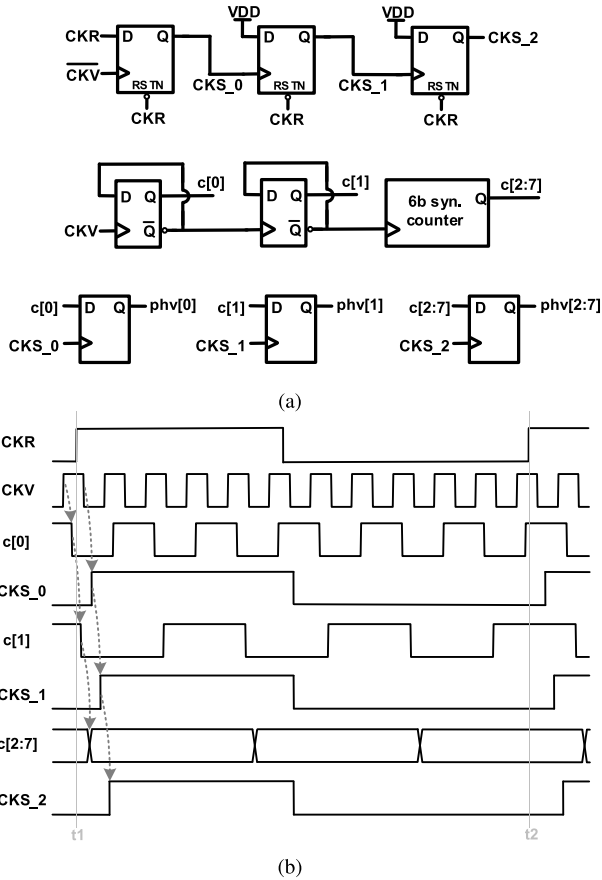 VDD VDD
CKR D Q D Q D Q CKS_2
CKV RSTN CKS_0 RSTN CKS_1 RSTN
CKR CKR CKR
D Q c[0] D Q c[1] 6b syn. Q c[2:7]
CKV Q Q counter
c[0] D Q phv[0] c[1] D Q phv[1] c[2:7] D Q phv[2:7]
CKS_0 CKS_1 CKS_2
(a)
CKR
CKV
c[0]
CKS_0
c[1]
CKS_1
c[2:7]
CKS_2
t1 t2
(b)